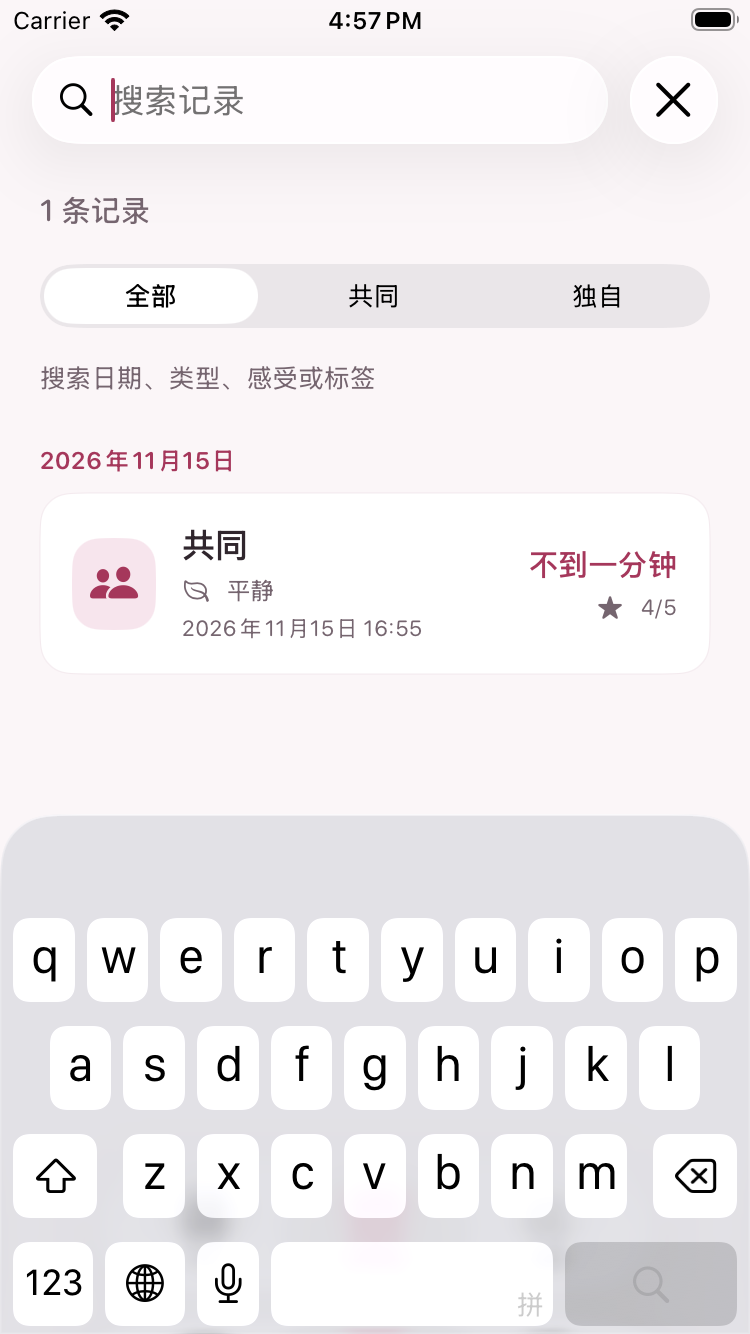 Carrier 4:57 PM
搜索记录
1 条记录
全部 共同 独自
搜索日期、类型、感受或标签
2026年11月15日
共同
不到一分钟
平静
4/5
2026年11月15日 16:55
q w e r t y u i o p
a s d f g h j k l
z x c v b n m
123 拼